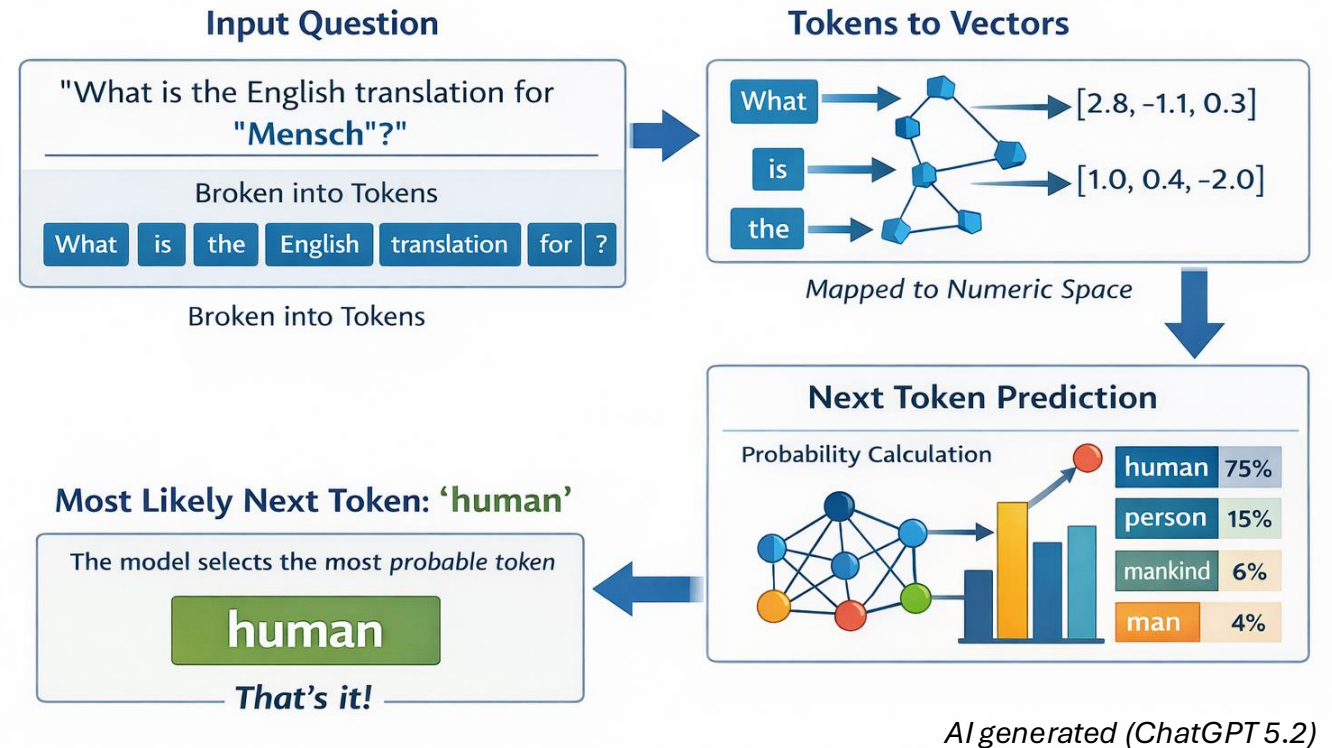 Input Question
"What is the English translation for
"Mensch"?"
Broken into Tokens
What is the English translation for ?
Broken into Tokens
Tokens to Vectors
What [2.8, –1.1, 0.3]
is [1.0, 0.4, –2.0]
the
Mapped to Numeric Space
Next Token Prediction
Probability Calculation
human 75%
person 15%
mankind 6%
man 4%
Most Likely Next Token: ‘human’
The model selects the most probable token
human
That’s it!
AI generated (ChatGPT 5.2)